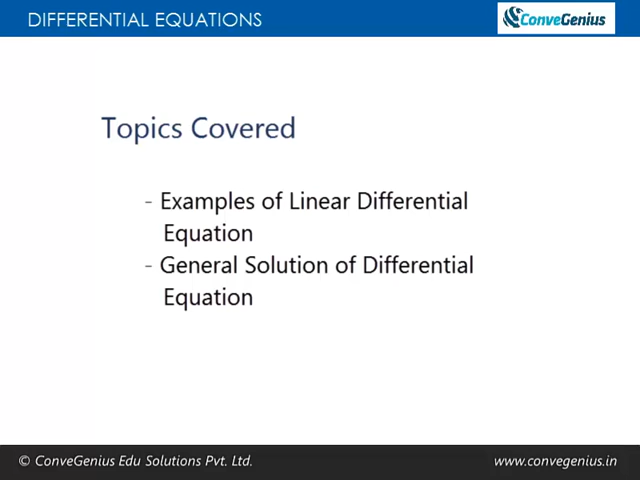 DIFFERENTIAL EQUATIONS
ConveGenius
Topics Covered
- Examples of Linear Differential
Equation
- General Solution of Differential
Equation
© ConveGenius Edu Solutions Pvt. Ltd.
www.convegenius.in